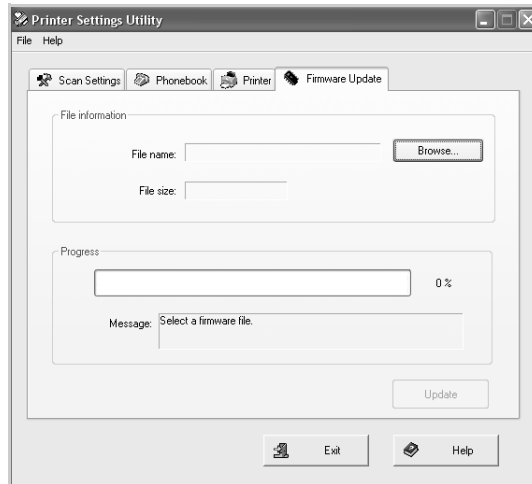 Printer Settings Utility
File Help
Scan Settings Phonebook Printer Firmware Update
File information
File name: Browse...
File size:
Progress
0 %
Message: Select a firmware file.
Update
Exit Help